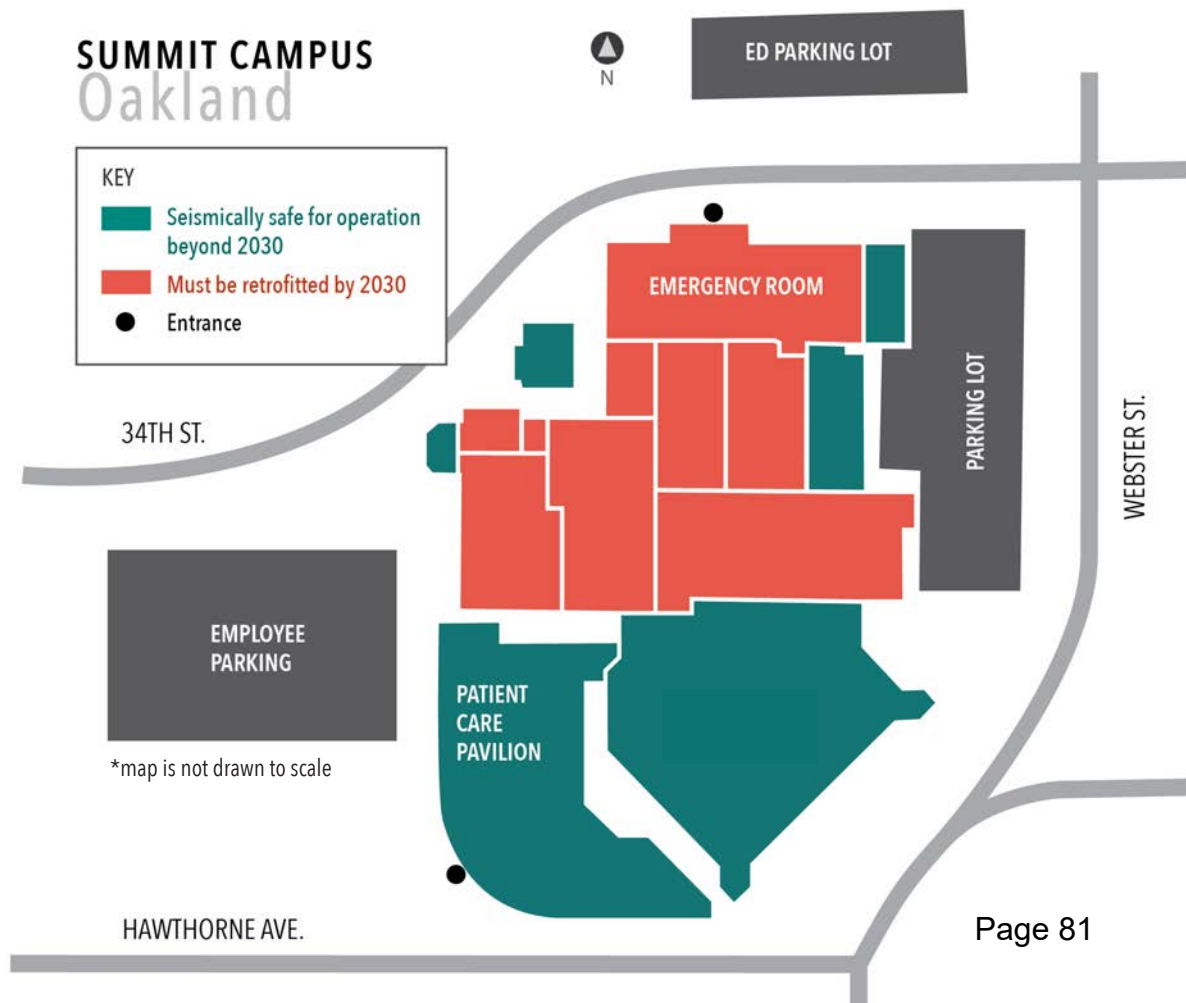 SUMMIT CAMPUS
Oakland
N
ED PARKING LOT
KEY
Seismically safe for operation
beyond 2030
Must be retrofitted by 2030
Entrance
EMERGENCY ROOM
34TH ST.
PARKING LOT
WEBSTER ST.
EMPLOYEE
PARKING
PATIENT
CARE
PAVILION
*map is not drawn to scale
HAWTHORNE AVE.
Page 81